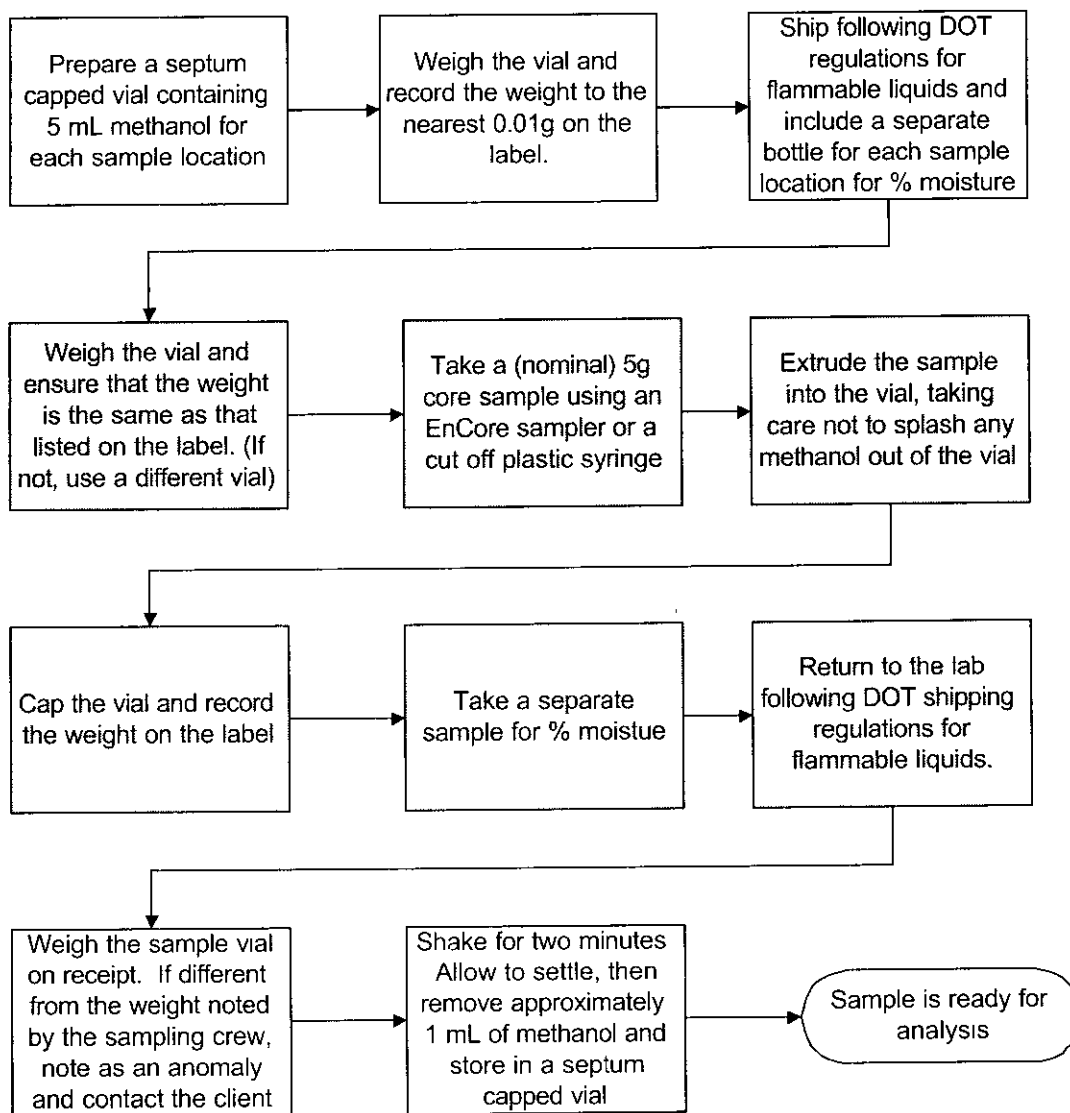 Prepare a septum
capped vial containing
5 mL methanol for
each sample location
Weigh the vial and
record the weight to the
nearest 0.01g on the
label.
Ship following DOT
regulations for
flammable liquids and
include a separate
bottle for each sample
location for % moisture
Weigh the vial and
ensure that the weight
is the same as that
listed on the label. (If
not, use a different vial)
Take a (nominal) 5g
core sample using an
EnCore sampler or a
cut off plastic syringe
Extrude the sample
into the vial, taking
care not to splash any
methanol out of the vial
Cap the vial and record
the weight on the label
Take a separate
sample for % moistue
Return to the lab
following DOT shipping
regulations for
flammable liquids.
Weigh the sample vial
on receipt. If different
from the weight noted
by the sampling crew,
note as an anomaly
and contact the client
Shake for two minutes
Allow to settle, then
remove approximately
1 mL of methanol and
store in a septum
capped vial
Sample is ready for
analysis